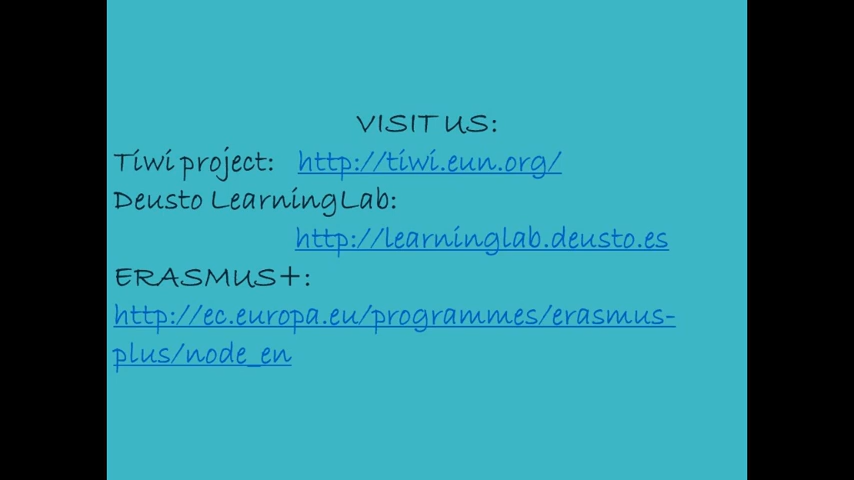 VISIT US:
Tiwi project: http://tiwi.eun.org/
Deusto LearningLab:
http://learninglab.deusto.es
ERASMUS+:
http://ec.europa.eu/programmes/erasmus-
plus/node_en